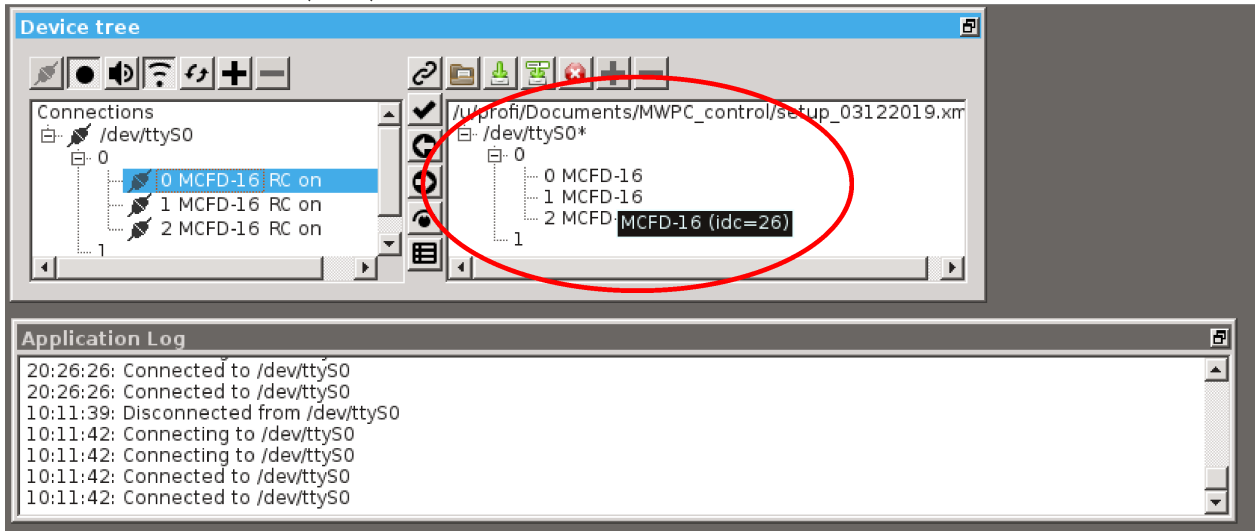 Device tree
Connections
/dev/ttyS0
0
0 MCFD-16 RC on
1 MCFD-16 RC on
2 MCFD-16 RC on
1
/u/profi/Documents/MWPC_control/setup_03122019.xm
/dev/ttyS0*
0
0 MCFD-16
1 MCFD-16
2 MCFD-
MCFD-16 (idc=26)
1
Application Log
20:26:26: Connected to /dev/ttyS0
20:26:26: Connected to /dev/ttyS0
10:11:39: Disconnected from /dev/ttyS0
10:11:42: Connecting to /dev/ttyS0
10:11:42: Connecting to /dev/ttyS0
10:11:42: Connected to /dev/ttyS0
10:11:42: Connected to /dev/ttyS0